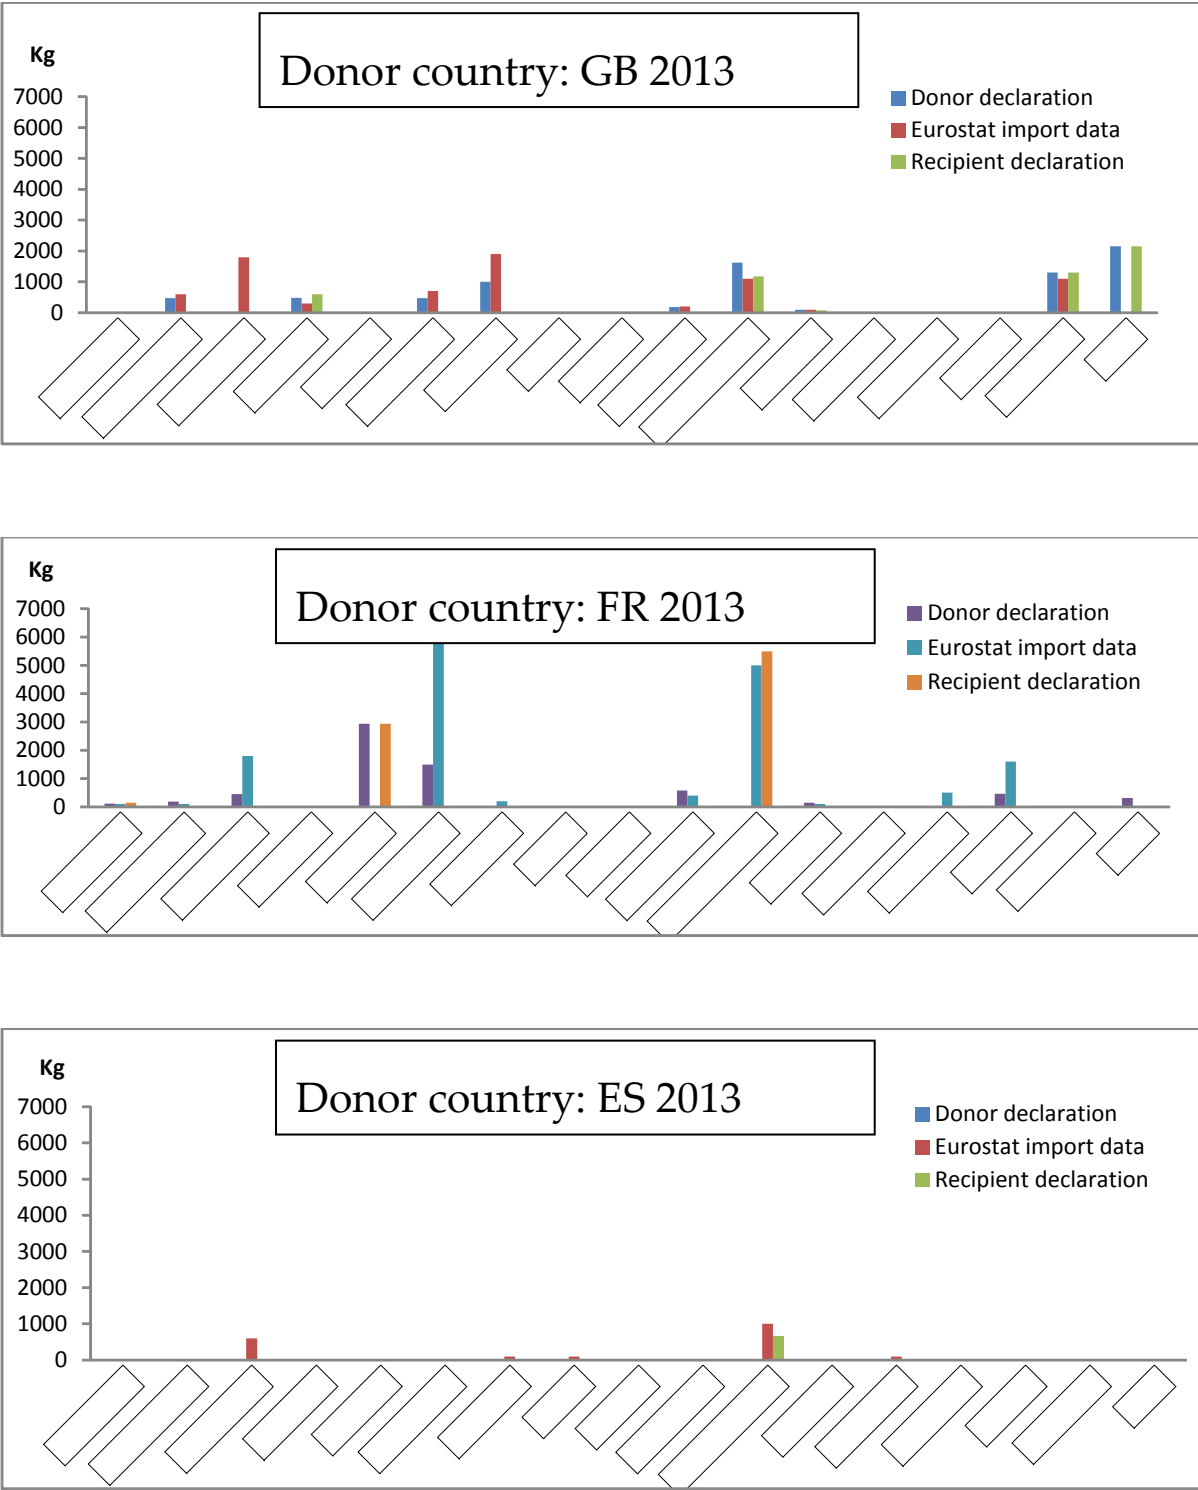 Donor country: GB 2013
Kg
7000
6000
5000
4000
3000
2000
1000
0
Donor declaration
Eurostat import data
Recipient declaration
Donor country: FR 2013
Kg
7000
6000
5000
4000
3000
2000
1000
0
Donor declaration
Eurostat import data
Recipient declaration
Donor country: ES 2013
Kg
7000
6000
5000
4000
3000
2000
1000
0
Donor declaration
Eurostat import data
Recipient declaration